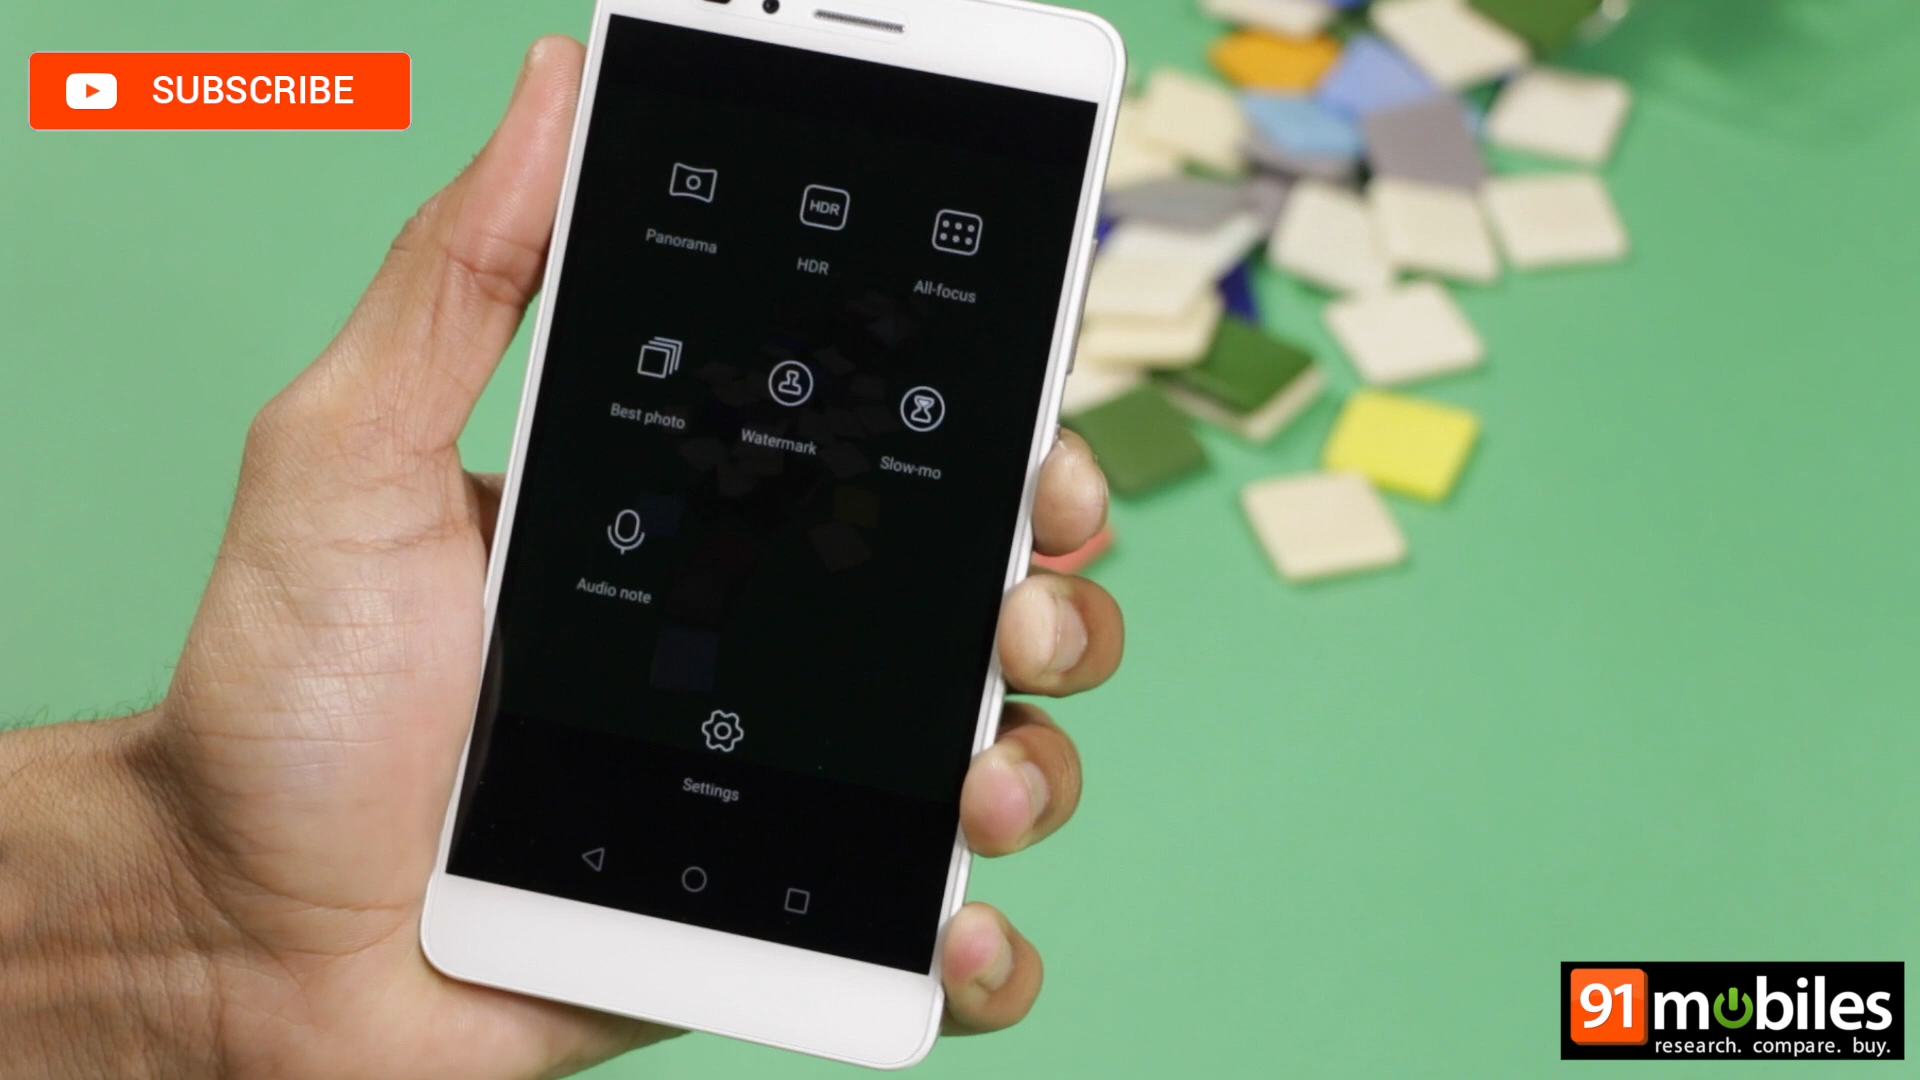 SUBSCRIBE
Panorama
HDR
HDR
All-focus
Best photo
Watermark
Slow-mo
Audio note
Settings
91mobiles
research. compare. buy.